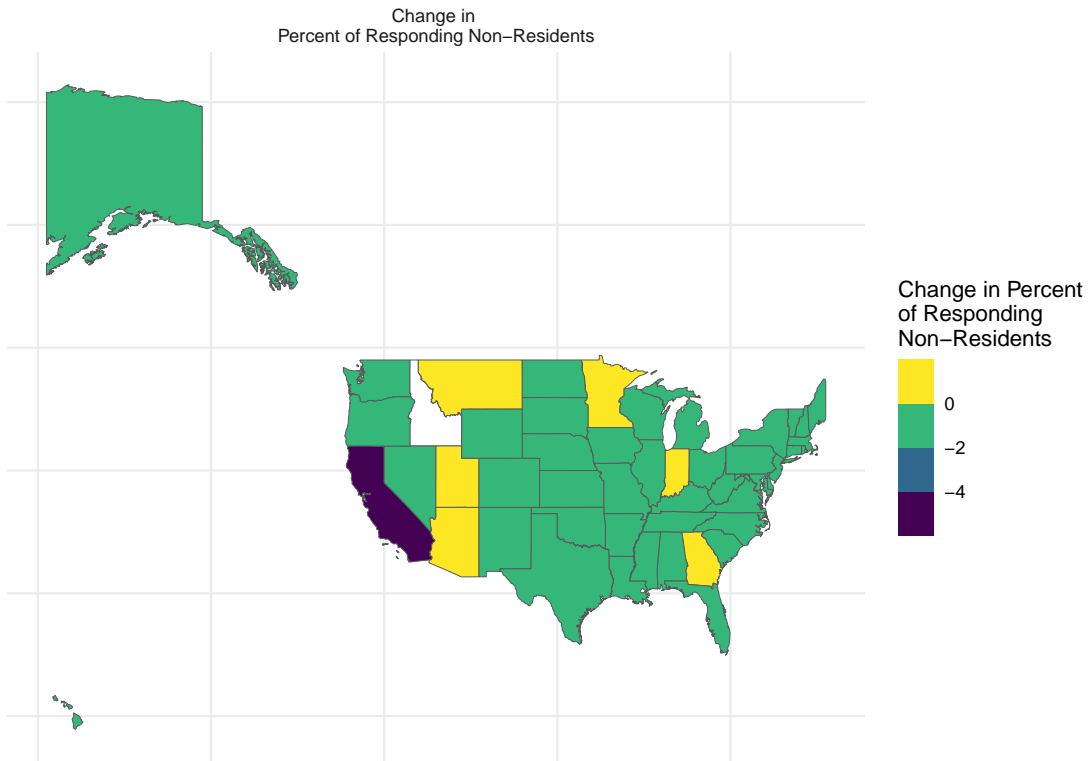 Change in
Percent of Responding Non−Residents
Change in Percent
of Responding
Non−Residents
0
−2
−4